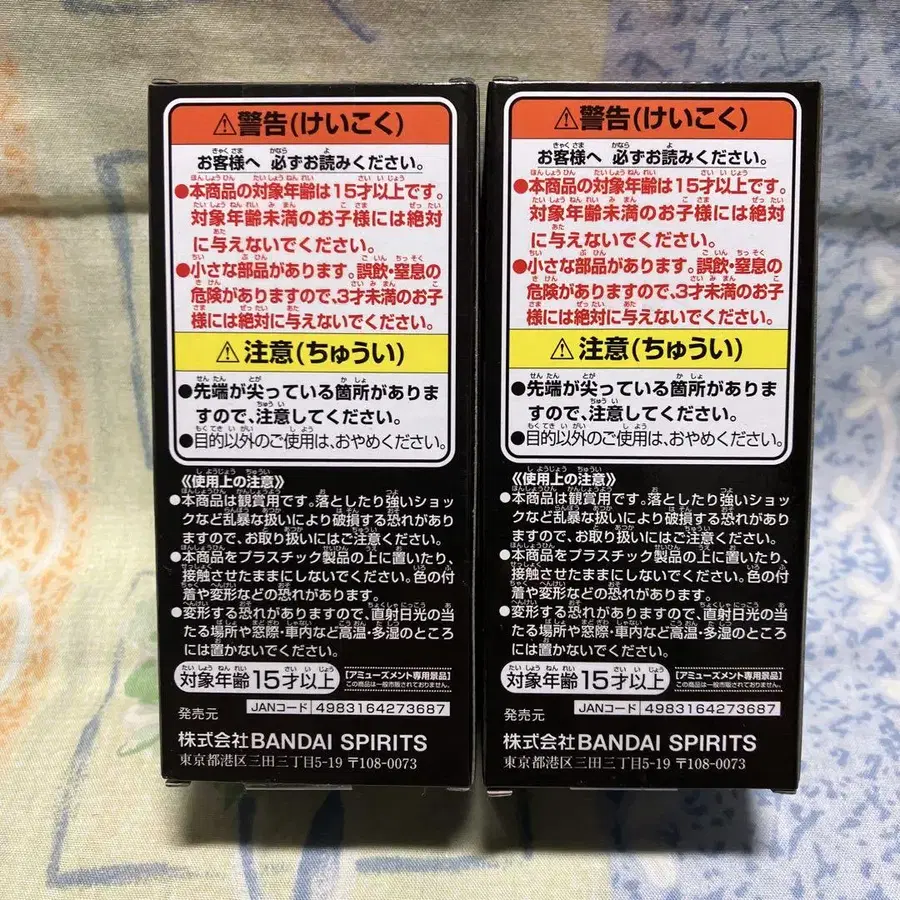 ⚠警告(けいこく)
お客様へ 必ずお読みください。
●本商品の対象年齢は15才以上です。
対象年齢未満のお子様には絶対
に与えないでください。
●小さな部品があります。誤飲・窒息の
危険がありますので、3才未満のお子
様には絶対に与えないでください。
⚠注意(ちゅうい)
●先端が尖っている箇所がありま
すので、注意してください。
●目的以外のご使用は、おやめください。
《使用上の注意》
●本商品は観賞用です。落としたり強いショッ
クなど乱暴な扱いにより破損する恐れがあり
ますので、お取り扱いにはご注意ください。
●本商品をプラスチック製品の上に置いたり、
接触させたままにしないでください。色の付
着や変形などの恐れがあります。
●変形する恐れがありますので、直射日光の当
たる場所や窓際・車内など高温・多湿のところ
には置かないでください。
対象年齢15才以上
【アミューズメント専用景品】
この商品は一般市販されておりません。
発売元
JANコード 4983164273687
株式会社BANDAI SPIRITS
東京都港区三田三丁目5-19 〒108-0073
⚠警告(けいこく)
お客様へ 必ずお読みください。
●本商品の対象年齢は15才以上です。
対象年齢未満のお子様には絶対
に与えないでください。
●小さな部品があります。誤飲・窒息の
危険がありますので、3才未満のお子
様には絶対に与えないでください。
⚠注意(ちゅうい)
●先端が尖っている箇所がありま
すので、注意してください。
●目的以外のご使用は、おやめください。
《使用上の注意》
●本商品は観賞用です。落としたり強いショッ
クなど乱暴な扱いにより破損する恐れがあり
ますので、お取り扱いにはご注意ください。
●本商品をプラスチック製品の上に置いたり、
接触させたままにしないでください。色の付
着や変形などの恐れがあります。
●変形する恐れがありますので、直射日光の当
たる場所や窓際・車内など高温・多湿のところ
には置かないでください。
対象年齢15才以上
【アミューズメント専用景品】
この商品は一般市販されておりません。
発売元
JANコード 4983164273687
株式会社BANDAI SPIRITS
東京都港区三田三丁目5-19 〒108-0073